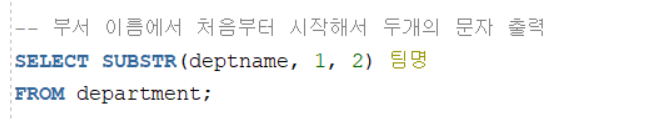 -- 부서 이름에서 처음부터 시작해서 두개의 문자 출력
SELECT SUBSTR(deptname, 1, 2) 팀명
FROM department;